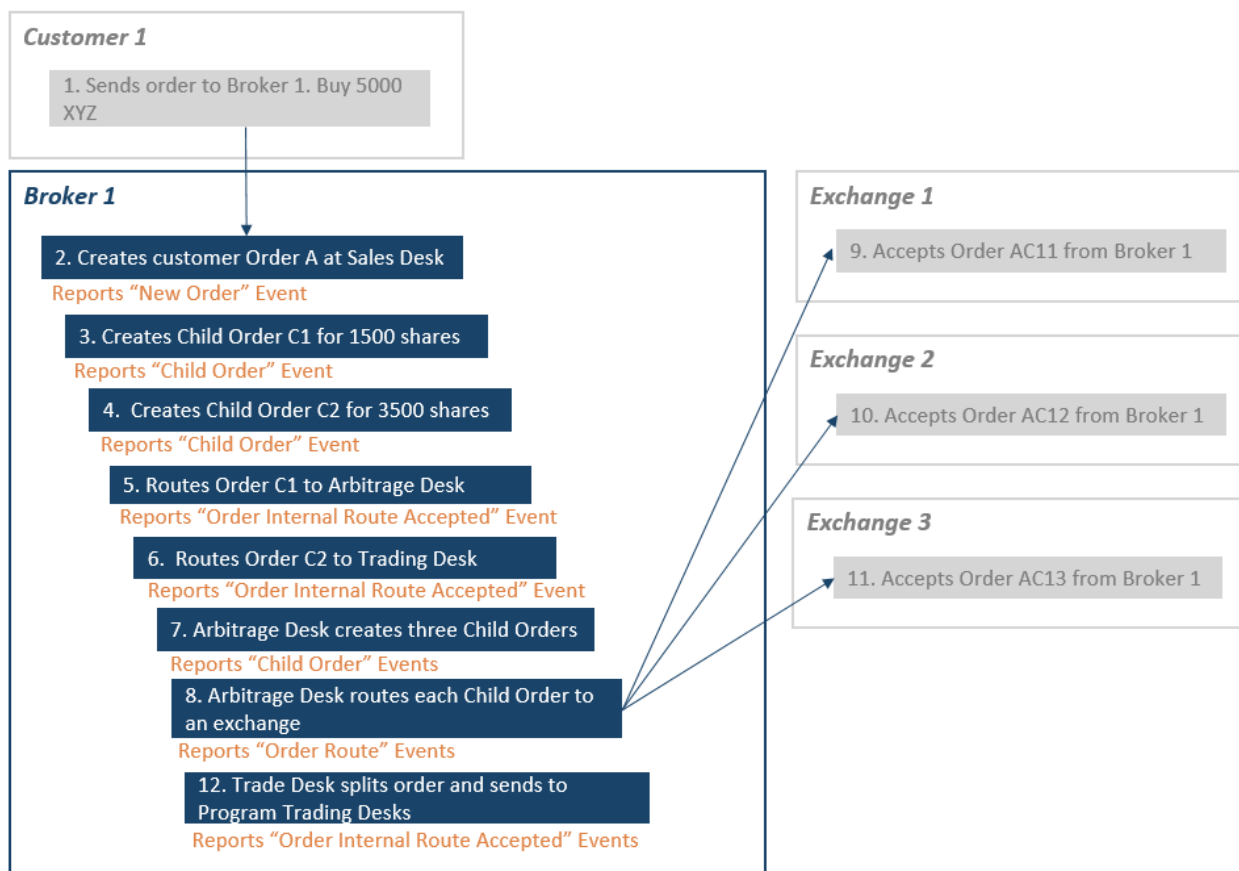 Customer 1
1. Sends order to Broker 1. Buy 5000
XYZ
Broker 1
2. Creates customer Order A at Sales Desk
Reports “New Order” Event
3. Creates Child Order C1 for 1500 shares
Reports “Child Order” Event
4. Creates Child Order C2 for 3500 shares
Reports “Child Order” Event
5. Routes Order C1 to Arbitrage Desk
Reports “Order Internal Route Accepted” Event
6. Routes Order C2 to Trading Desk
Reports “Order Internal Route Accepted” Event
7. Arbitrage Desk creates three Child Orders
Reports “Child Order” Events
8. Arbitrage Desk routes each Child Order to
an exchange
Reports “Order Route” Events
12. Trade Desk splits order and sends to
Program Trading Desks
Reports “Order Internal Route Accepted” Events
Exchange 1
9. Accepts Order AC11 from Broker 1
Exchange 2
10. Accepts Order AC12 from Broker 1
Exchange 3
11. Accepts Order AC13 from Broker 1